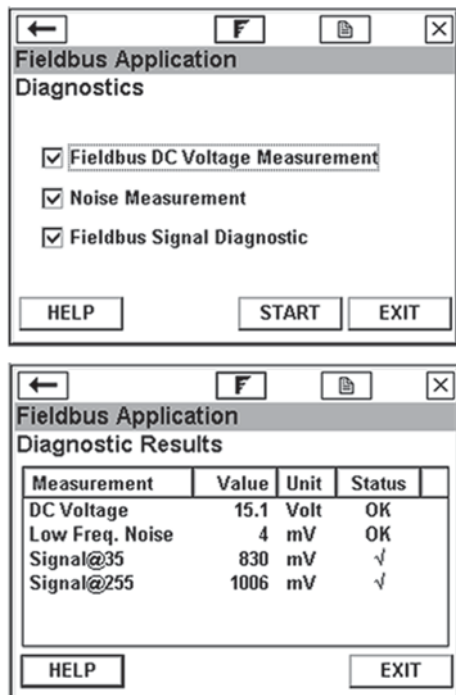 Fieldbus Application
Diagnostics
Fieldbus DC Voltage Measurement
Noise Measurement
Fieldbus Signal Diagnostic
HELP START EXIT
Fieldbus Application
Diagnostic Results
Measurement Value Unit Status
DC Voltage 15.1 Volt OK
Low Freq. Noise 4 mV OK
Signal@35 830 mV √
Signal@255 1006 mV √
HELP EXIT